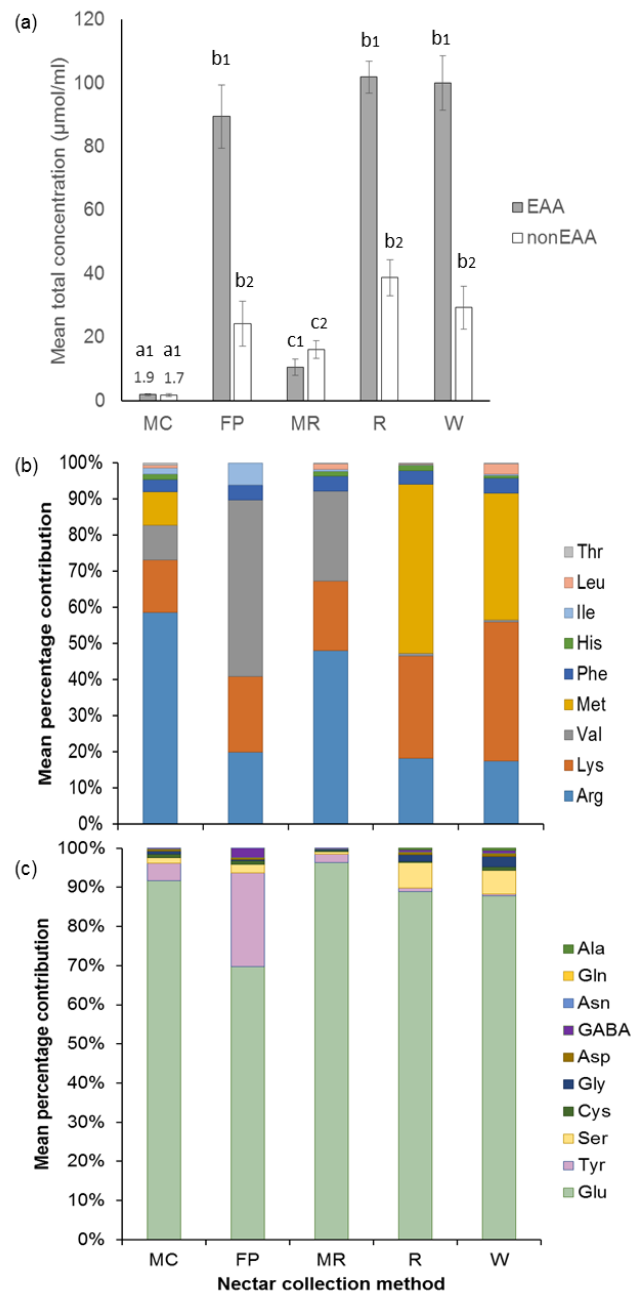 (a)
Mean total concentration (µmol/ml)
120
100
80
60
40
20
0
a1
a1
1.9
1.7
b1
b2
c1
c2
b1
b2
b1
b2
MC
FP
MR
R
W
EAA
nonEAA
(b)
Mean percentage contribution
100%
90%
80%
70%
60%
50%
40%
30%
20%
10%
0%
Thr
Leu
Ile
His
Phe
Met
Val
Lys
Arg
(c)
Mean percentage contribution
100%
90%
80%
70%
60%
50%
40%
30%
20%
10%
0%
Ala
Gln
Asn
GABA
Asp
Gly
Cys
Ser
Tyr
Glu
MC
FP
MR
R
W
Nectar collection method